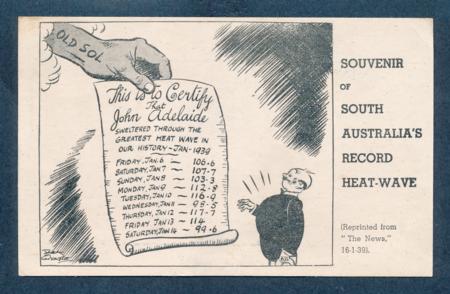 OLD SOL
This is to Certify
That
John Adelaide
SWELTERED THROUGH THE
GREATEST HEAT WAVE IN
OUR HISTORY - JAN - 1939
FRIDAY, JAN. 6 ~ 106.6
SATURDAY, JAN 7 ~ 107.7
SUNDAY, JAN 8 ~ 103.3
MONDAY, JAN 9 ~ 112.8
TUESDAY, JAN 10 ~ 116.9
WEDNESDAY, JAN 11 ~ 98.5
THURSDAY, JAN 12 ~ 117.7
FRIDAY JAN 13 ~ 114
SATURDAY, JAN 14 ~ 99.6
SOUVENIR
OF
SOUTH
AUSTRALIA'S
RECORD
HEAT-WAVE
(Reprinted from
"The News,"
16-1-39).